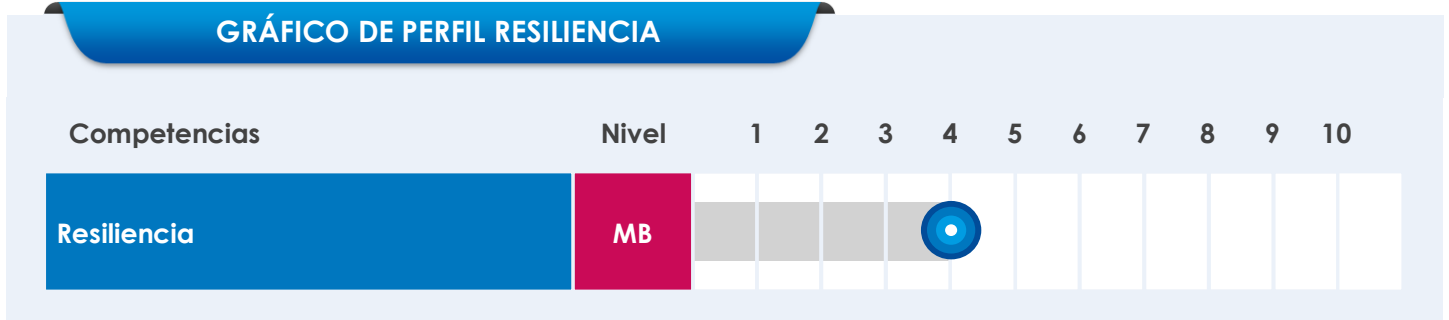 GRÁFICO DE PERFIL RESILIENCIA
Competencias Nivel 1 2 3 4 5 6 7 8 9 10
Resiliencia MB